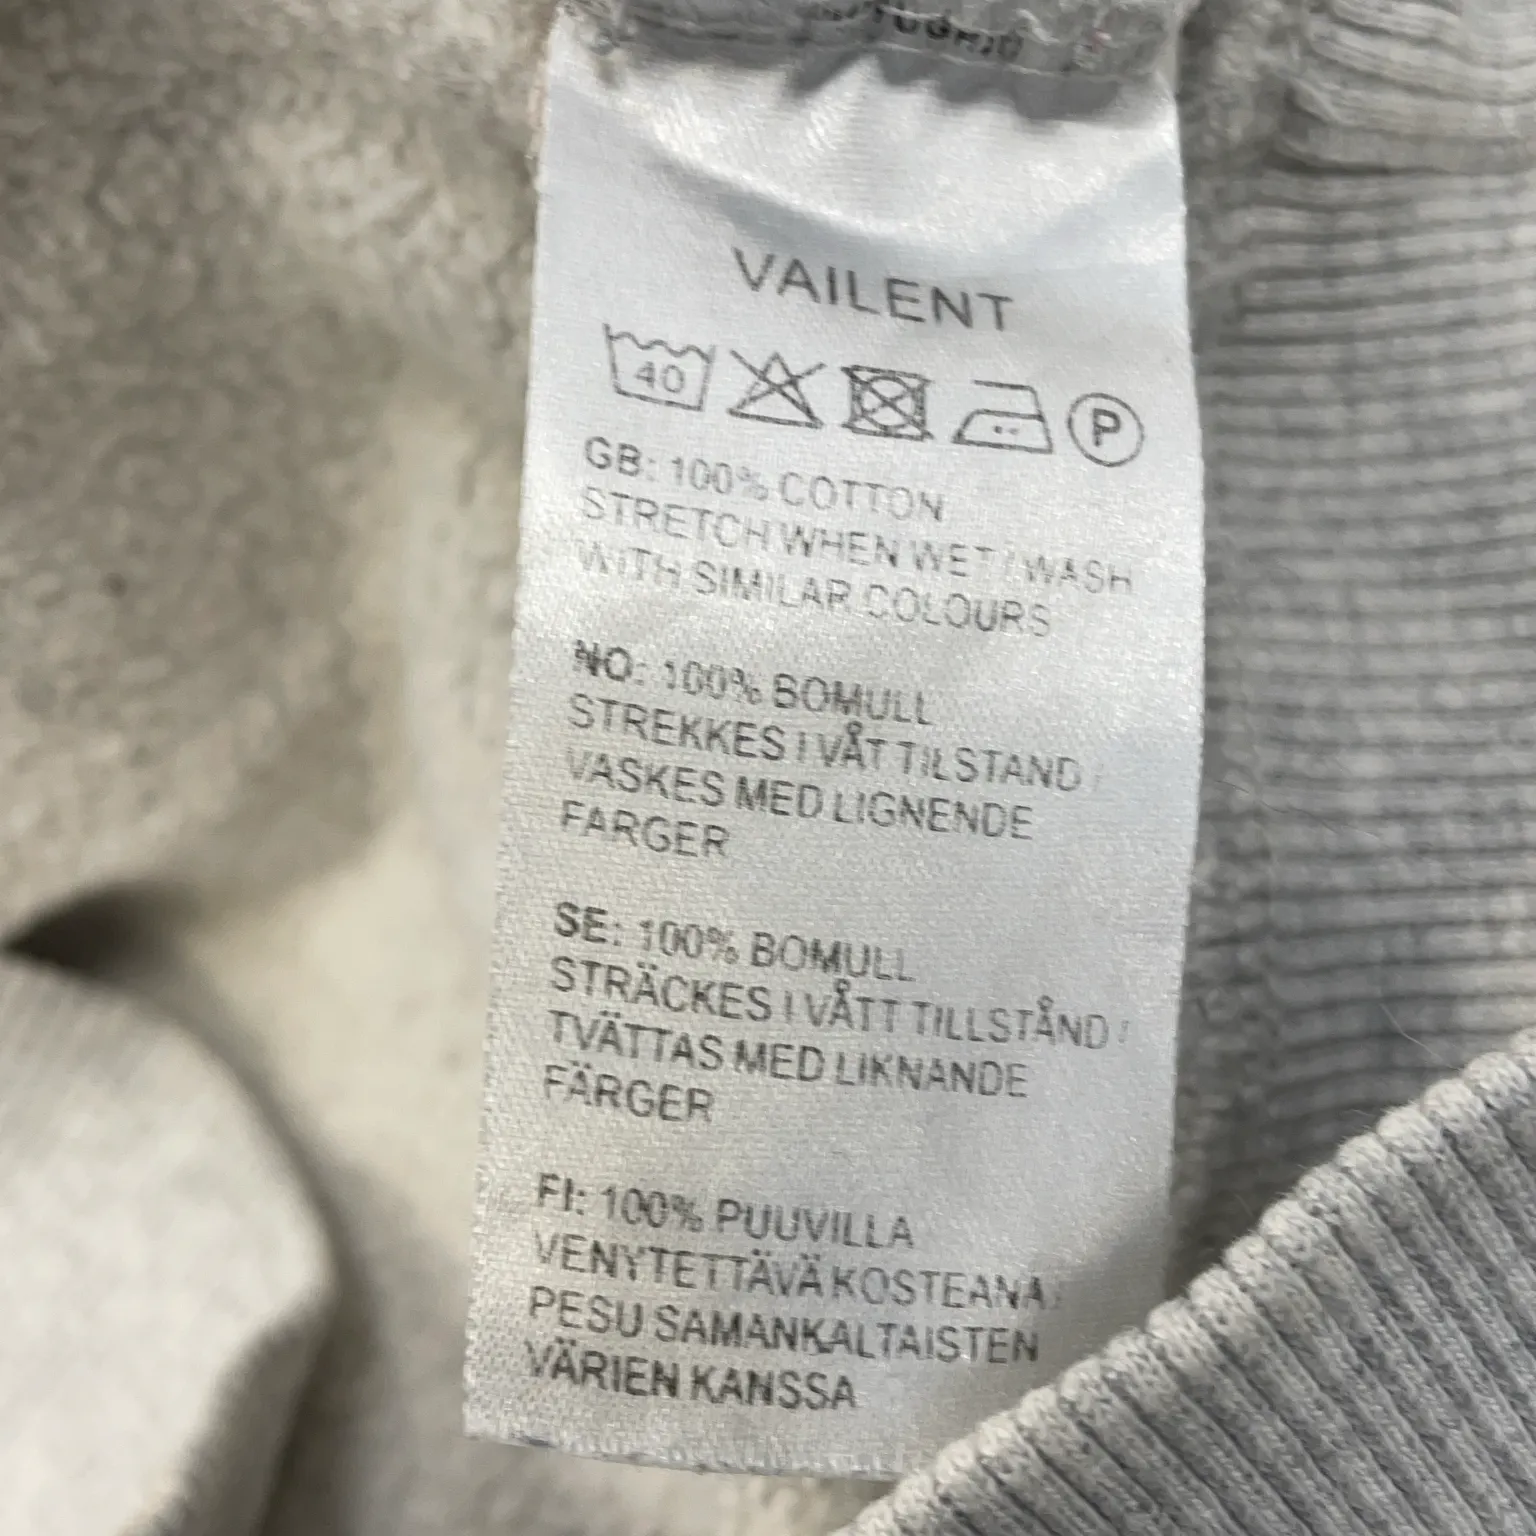 VAILENT
40
P
GB: 100% COTTON
STRETCH WHEN WET / WASH
WITH SIMILAR COLOURS
NO: 100% BOMULL
STREKKES I VÅT TILSTAND /
VASKES MED LIGNENDE
FARGER
SE: 100% BOMULL
STRÄCKES I VÅTT TILLSTÅND /
TVÄTTAS MED LIKNANDE
FÄRGER
FI: 100% PUUVILLA
VENYTETTÄVÄ KOSTEANA /
PESU SAMANKALTAISTEN
VÄRIEN KANSSA